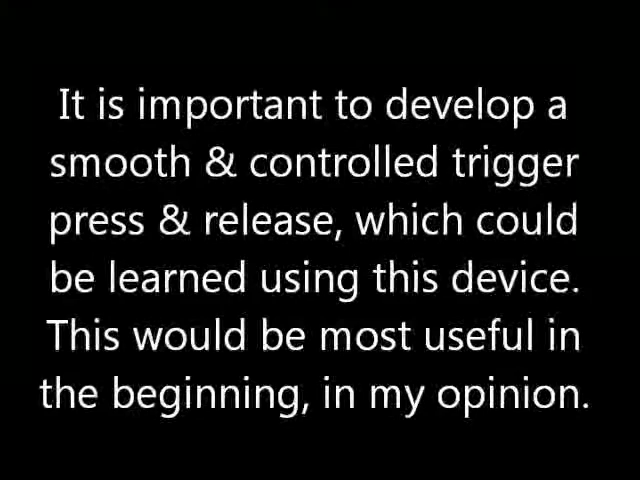 It is important to develop a
smooth & controlled trigger
press & release, which could
be learned using this device.
This would be most useful in
the beginning, in my opinion.